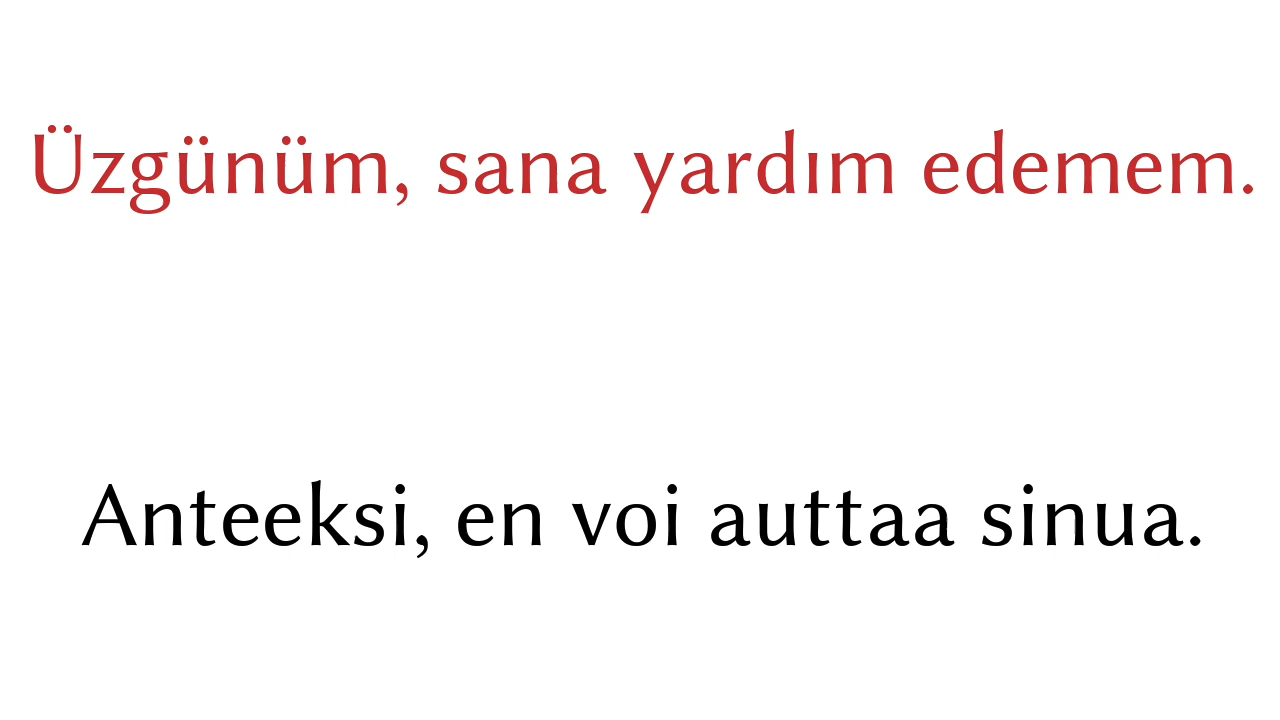 Üzgünüm, sana yardım edemem.
Anteeksi, en voi auttaa sinua.